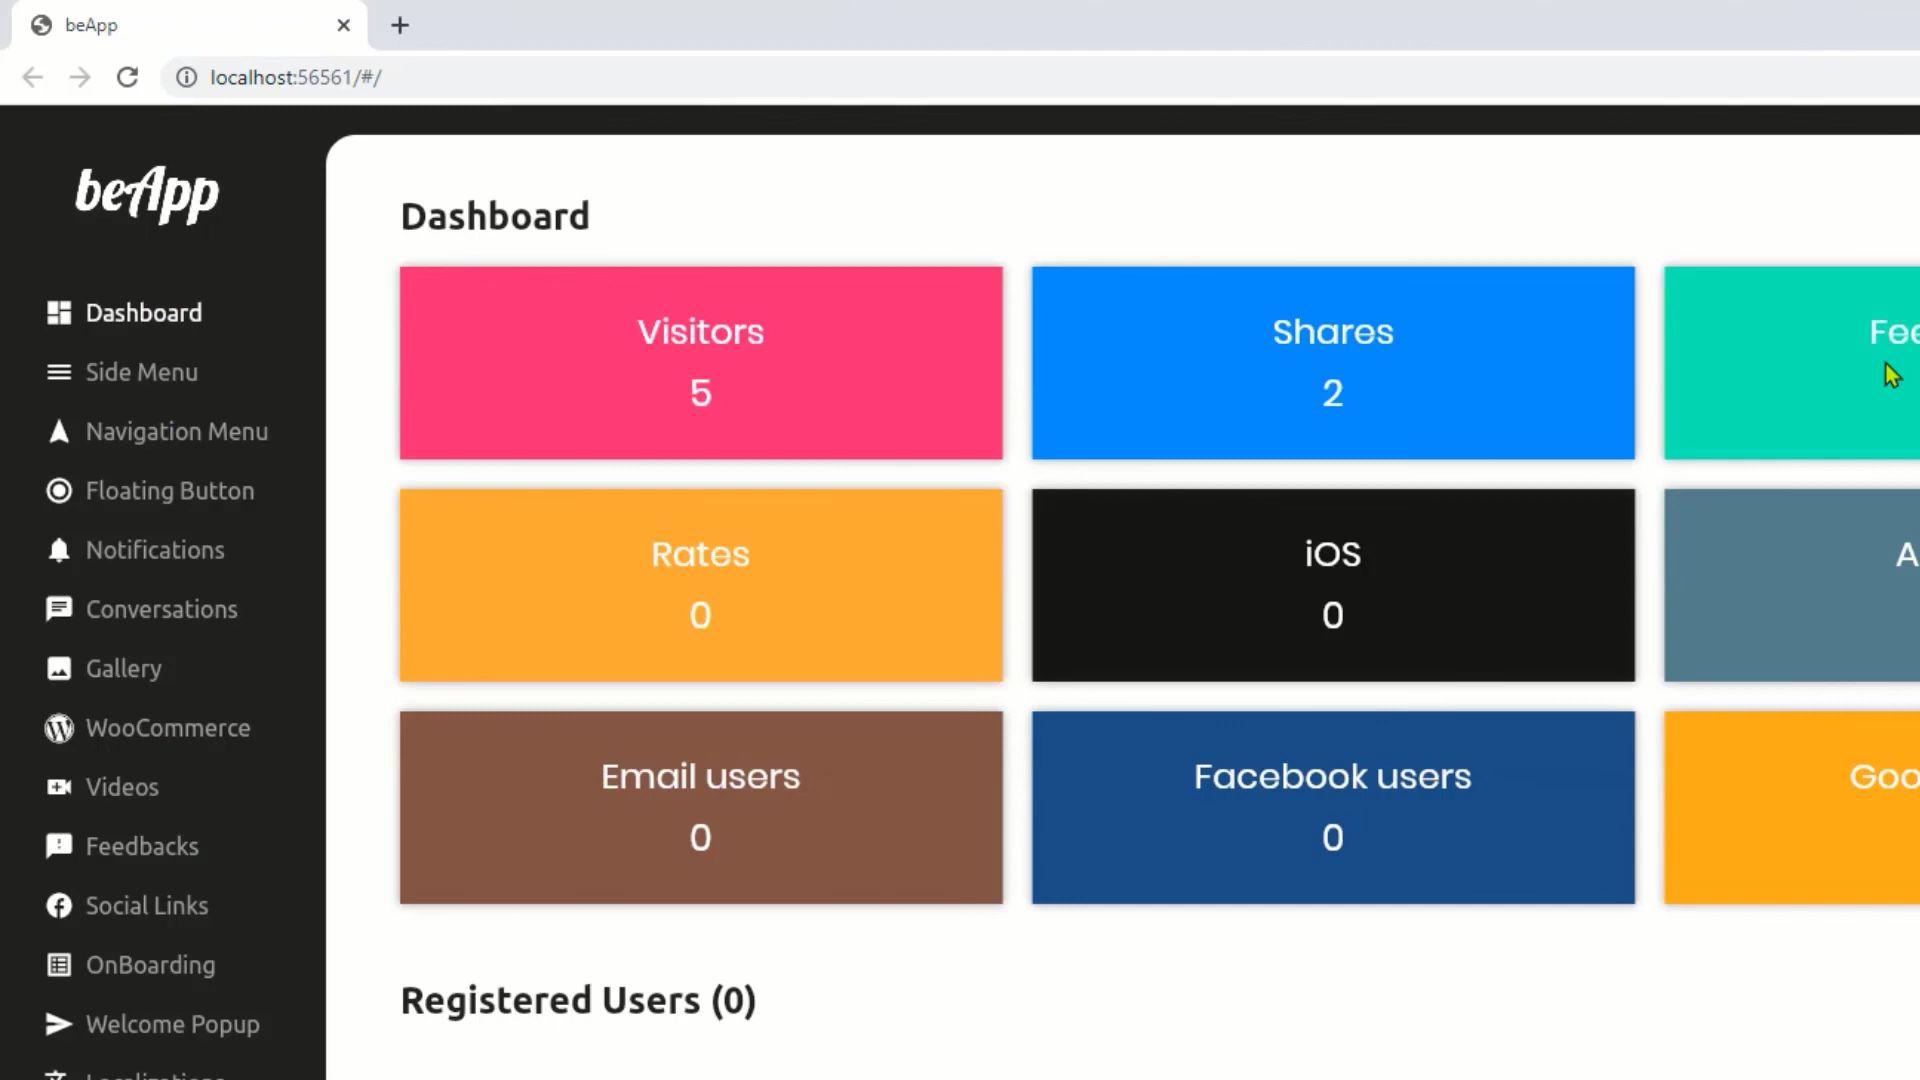 beApp
localhost:56561/#/
beApp
Dashboard
Side Menu
Navigation Menu
Floating Button
Notifications
Conversations
Gallery
WooCommerce
Videos
Feedbacks
Social Links
OnBoarding
Welcome Popup
Dashboard
Visitors
5
Shares
2
Fee
Rates
0
iOS
0
A
Email users
0
Facebook users
0
Goo
Registered Users (0)